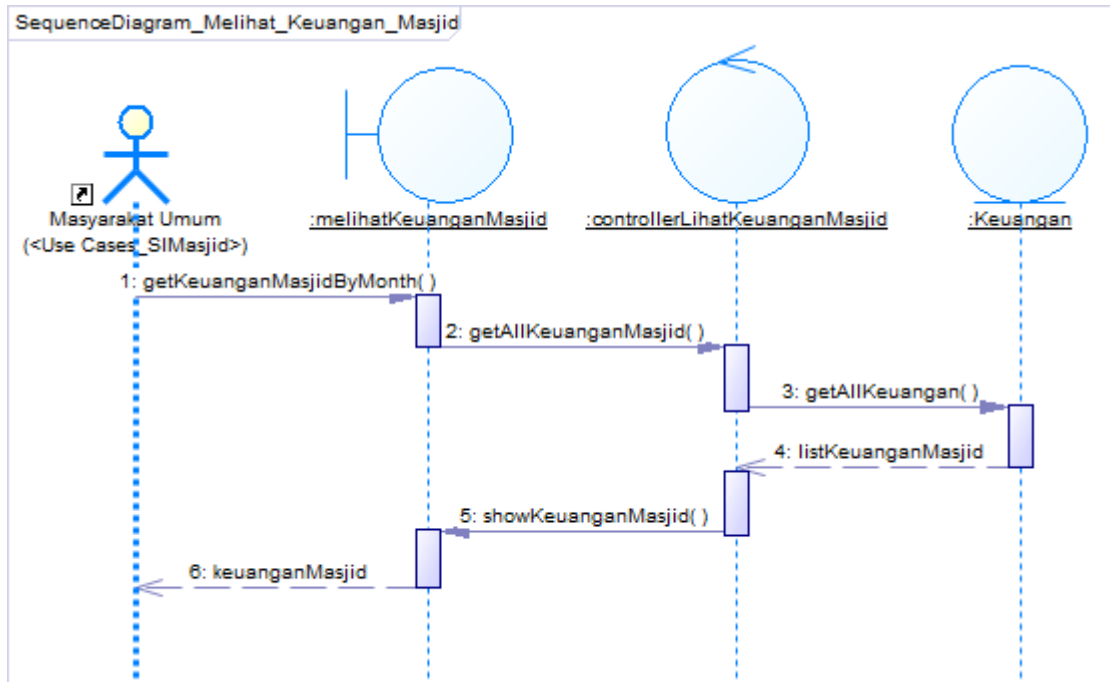 SequenceDiagram_Melihat_Keuangan_Masjid
Masyarakat Umum
(<Use Cases_SIMasjid>)
:melihatKeuanganMasjid
:controllerLihatKeuanganMasjid
:Keuangan
1: getKeuanganMasjidByMonth( )
2: getAllKeuanganMasjid( )
3: getAllKeuangan( )
4: listKeuanganMasjid
5: showKeuanganMasjid( )
6: keuanganMasjid